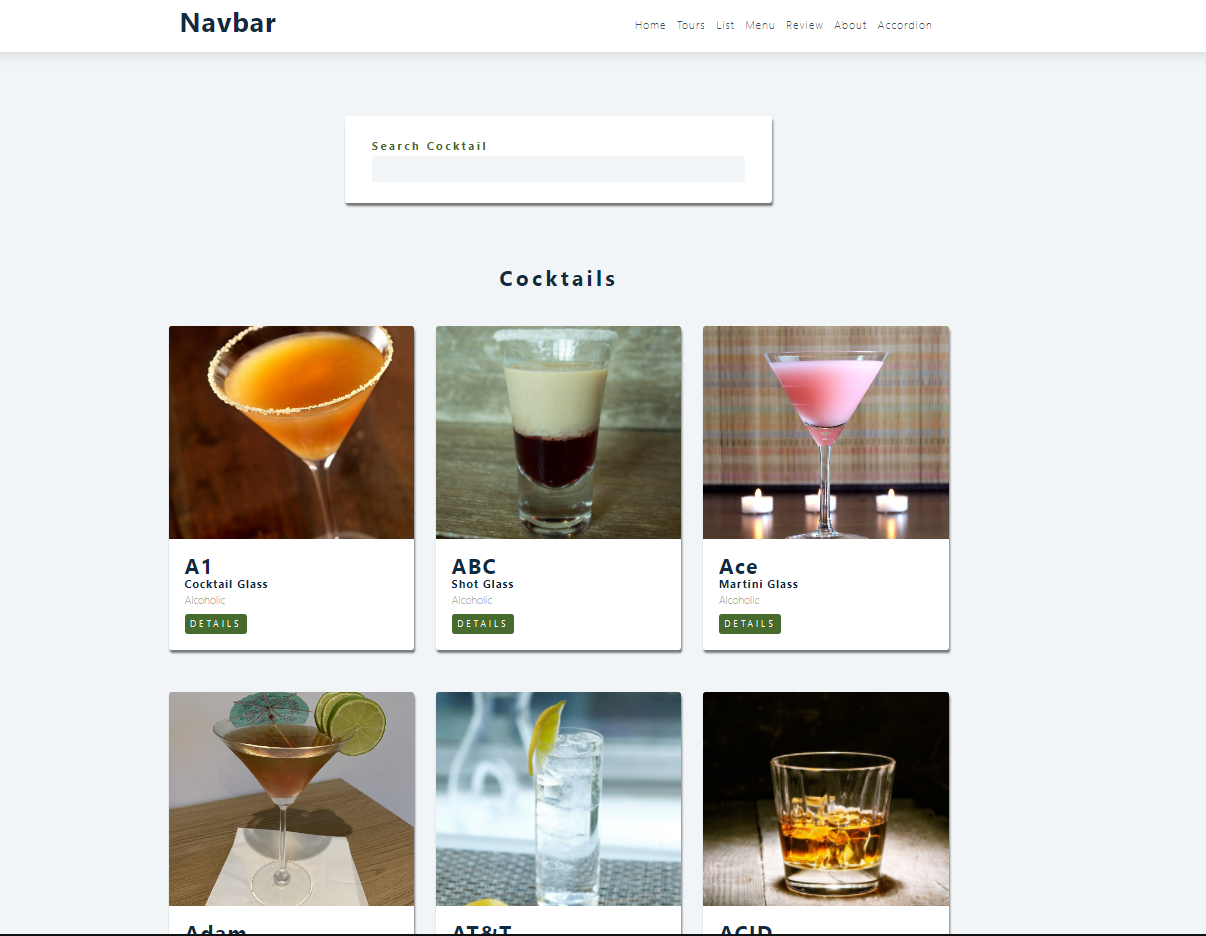 Navbar
Home Tours List Menu Review About Accordion
Search Cocktail
Cocktails
A1
Cocktail Glass
Alcoholic
DETAILS
ABC
Shot Glass
Alcoholic
DETAILS
Ace
Martini Glass
Alcoholic
DETAILS
Adam
AT&T
ACID